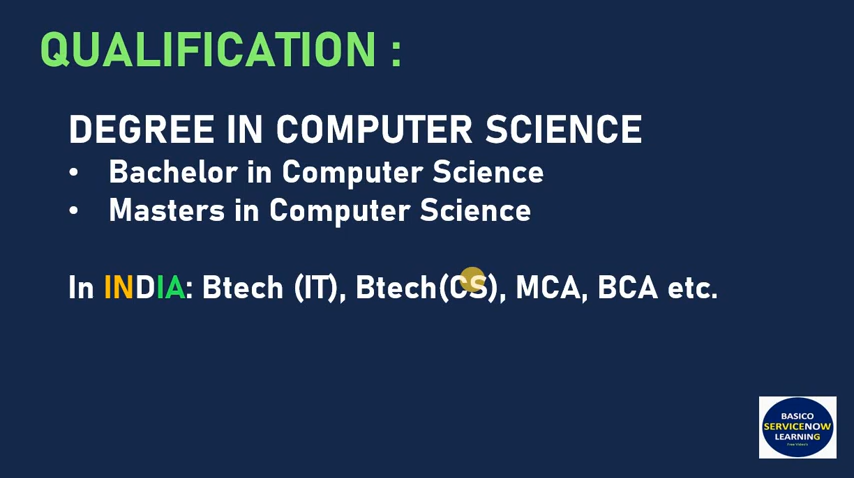 QUALIFICATION :
DEGREE IN COMPUTER SCIENCE
• Bachelor in Computer Science
• Masters in Computer Science
In INDIA: Btech (IT), Btech(CS), MCA, BCA etc.
BASICO
SERVICENOW
LEARNING